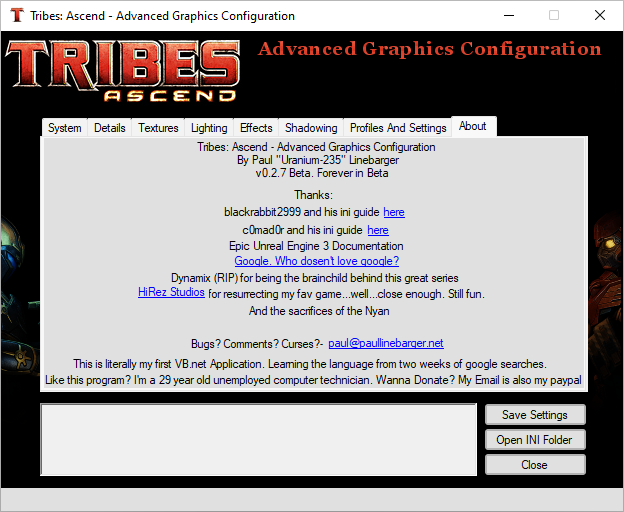 Tribes: Ascend - Advanced Graphics Configuration
TRIBES
ASCEND
Advanced Graphics Configuration
System Details Textures Lighting Effects Shadowing Profiles And Settings About
Tribes: Ascend - Advanced Graphics Configuration
By Paul "Uranium-235" Linebarger
v0.2.7 Beta. Forever in Beta
Thanks:
blackrabbit2999 and his ini guide here
c0mad0r and his ini guide here
Epic Unreal Engine 3 Documentation
Google. Who dosen't love google?
Dynamix (RIP) for being the brainchild behind this great series
HiRez Studios for resurrecting my fav game...well...close enough. Still fun.
And the sacrifices of the Nyan
Bugs? Comments? Curses?- paul@paullinebarger.net
This is literally my first VB.net Application. Learning the language from two weeks of google searches.
Like this program? I'm a 29 year old unemployed computer technician. Wanna Donate? My Email is also my paypal
Save Settings
Open INI Folder
Close